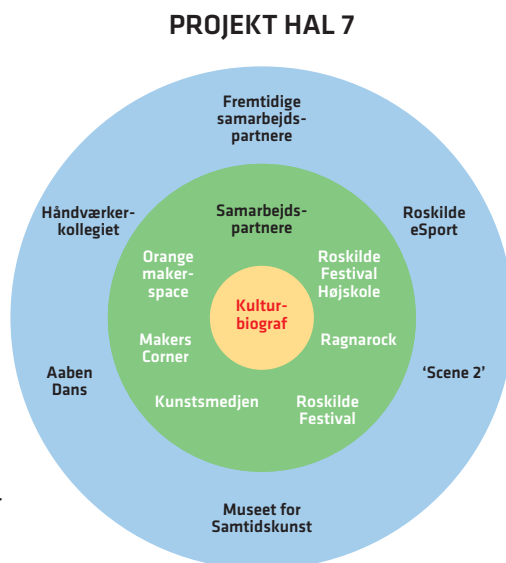 PROJEKT HAL 7
Fremtidige
samarbejds-
partnere
Håndværker-
kollegiet
Roskilde
eSport
Samarbejds-
partnere
Orange
maker-
space
Roskilde
Festival
Højskole
Kultur-
biograf
Makers
Corner
Ragnarock
Aaben
Dans
'Scene 2'
Kunstsmedjen
Roskilde
Festival
Museet for
Samtidskunst